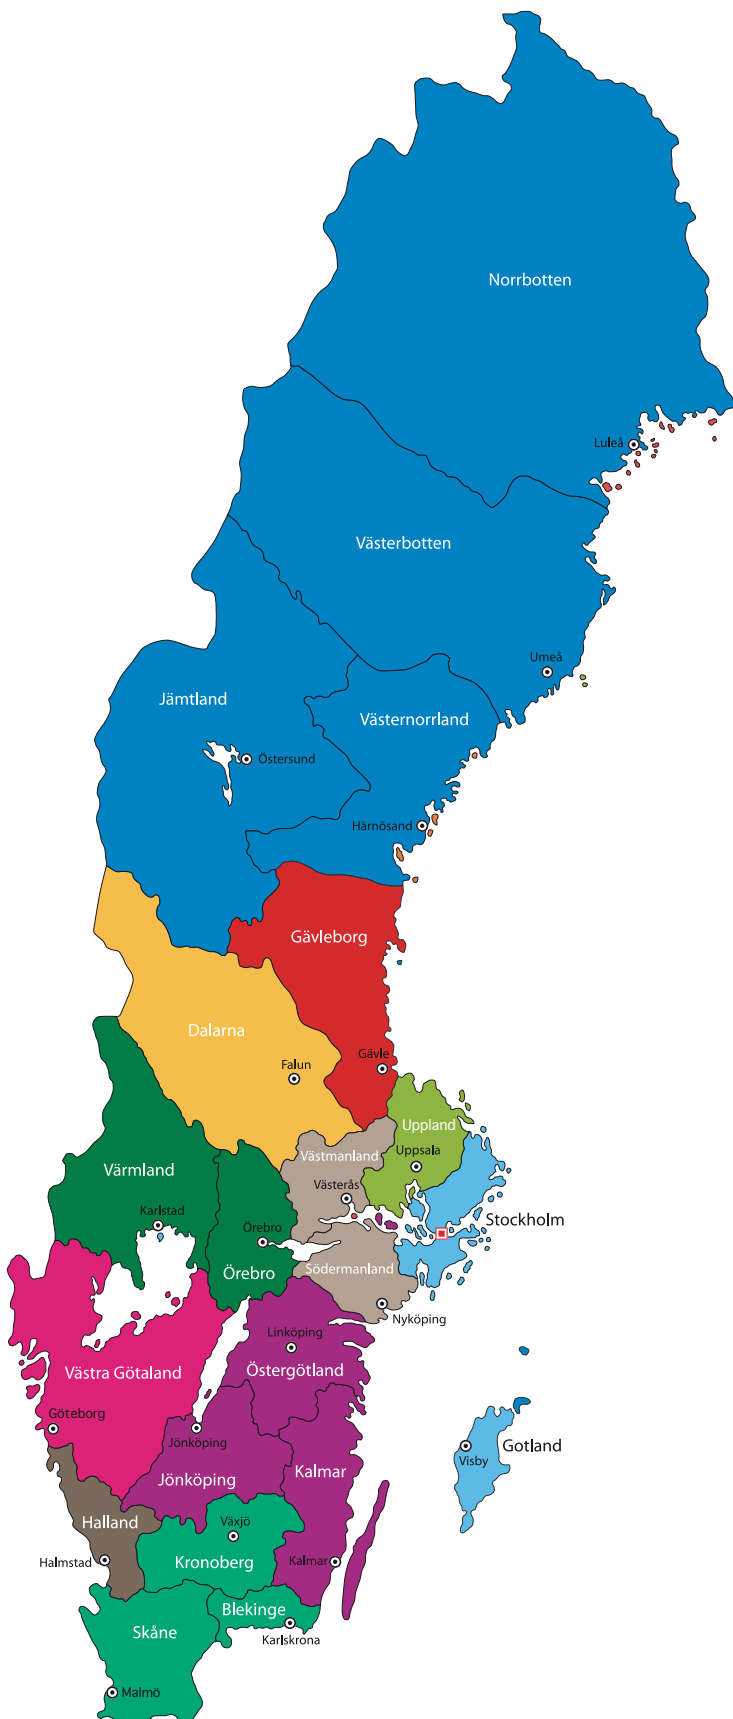 Norrbotten
Luleå
Västerbotten
Umeå
Jämtland
Västernorrland
Östersund
Härnösand
Gävleborg
Dalarna
Gävle
Falun
Uppland
Västmanland
Uppsala
Värmland
Västerås
Karlstad
Stockholm
Örebro
Södermanland
Örebro
Nyköping
Linköping
Västra Götaland
Östergötland
Göteborg
Jönköping
Gotland
Visby
Kalmar
Jönköping
Halland
Växjö
Halmstad
Kronoberg
Kalmar
Blekinge
Skåne
Karlskrona
Malmö